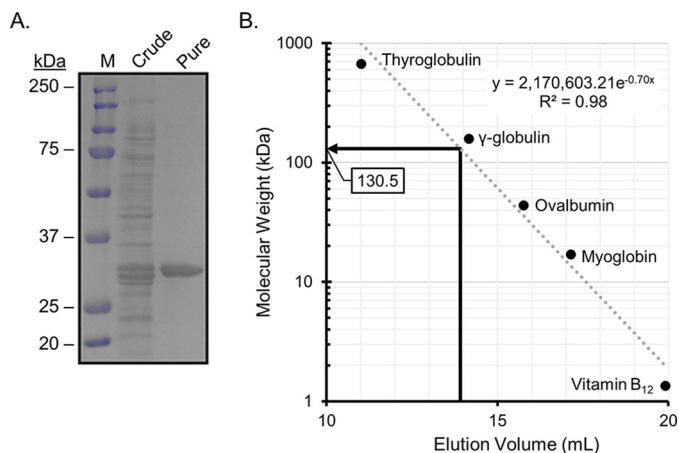 A.
kDa M Crude Pure
250
75
37
25
20
B.
Molecular Weight (kDa)
1000
100
10
1
Thyroglobulin
y = 2,170,603.21e-0.70x
R² = 0.98
γ-globulin
130.5
Ovalbumin
Myoglobin
Vitamin B12
10 15 20
Elution Volume (mL)